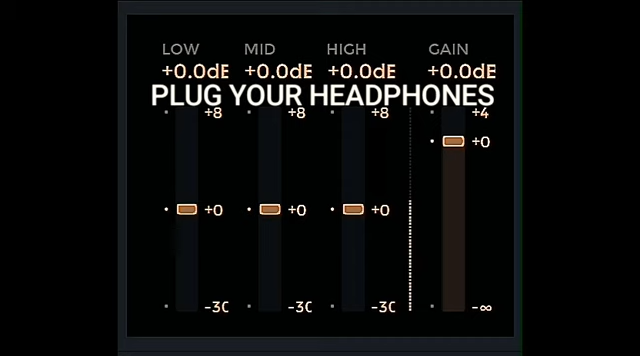 LOW MID HIGH GAIN
+0.0dE +0.0dE +0.0dE +0.0dE
PLUG YOUR HEADPHONES
+8 +8 +8 +4
+0
+0 +0 +0
-3C -3C -3C -∞